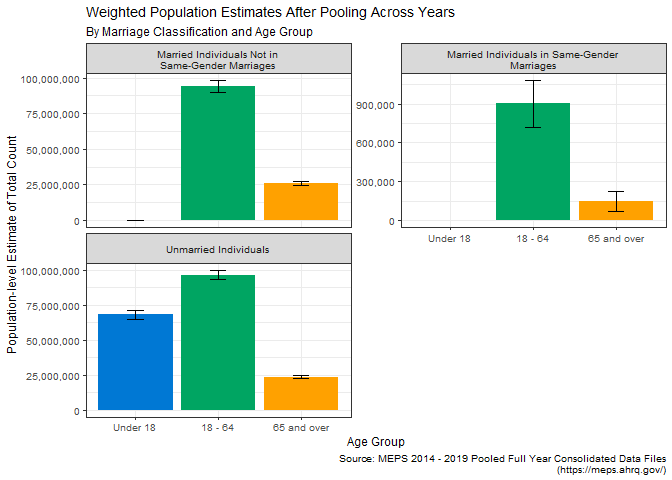 Weighted Population Estimates After Pooling Across Years
By Marriage Classification and Age Group
Married Individuals Not in
Same-Gender Marriages
Married Individuals in Same-Gender
Marriages
100,000,000
75,000,000
50,000,000
25,000,000
0
900,000
600,000
300,000
0
Under 18
18 - 64
65 and over
Unmarried Individuals
100,000,000
75,000,000
50,000,000
25,000,000
0
Under 18
18 - 64
65 and over
Population-level Estimate of Total Count
Age Group
Source: MEPS 2014 - 2019 Pooled Full Year Consolidated Data Files
(https://meps.ahrq.gov/)